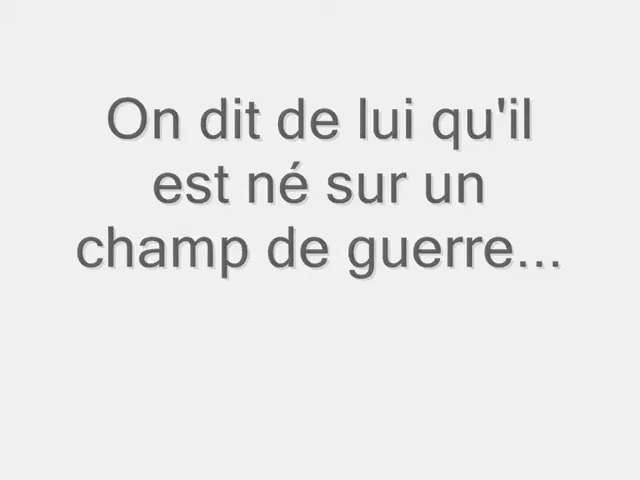 On dit de lui qu'il
est né sur un
champ de guerre...